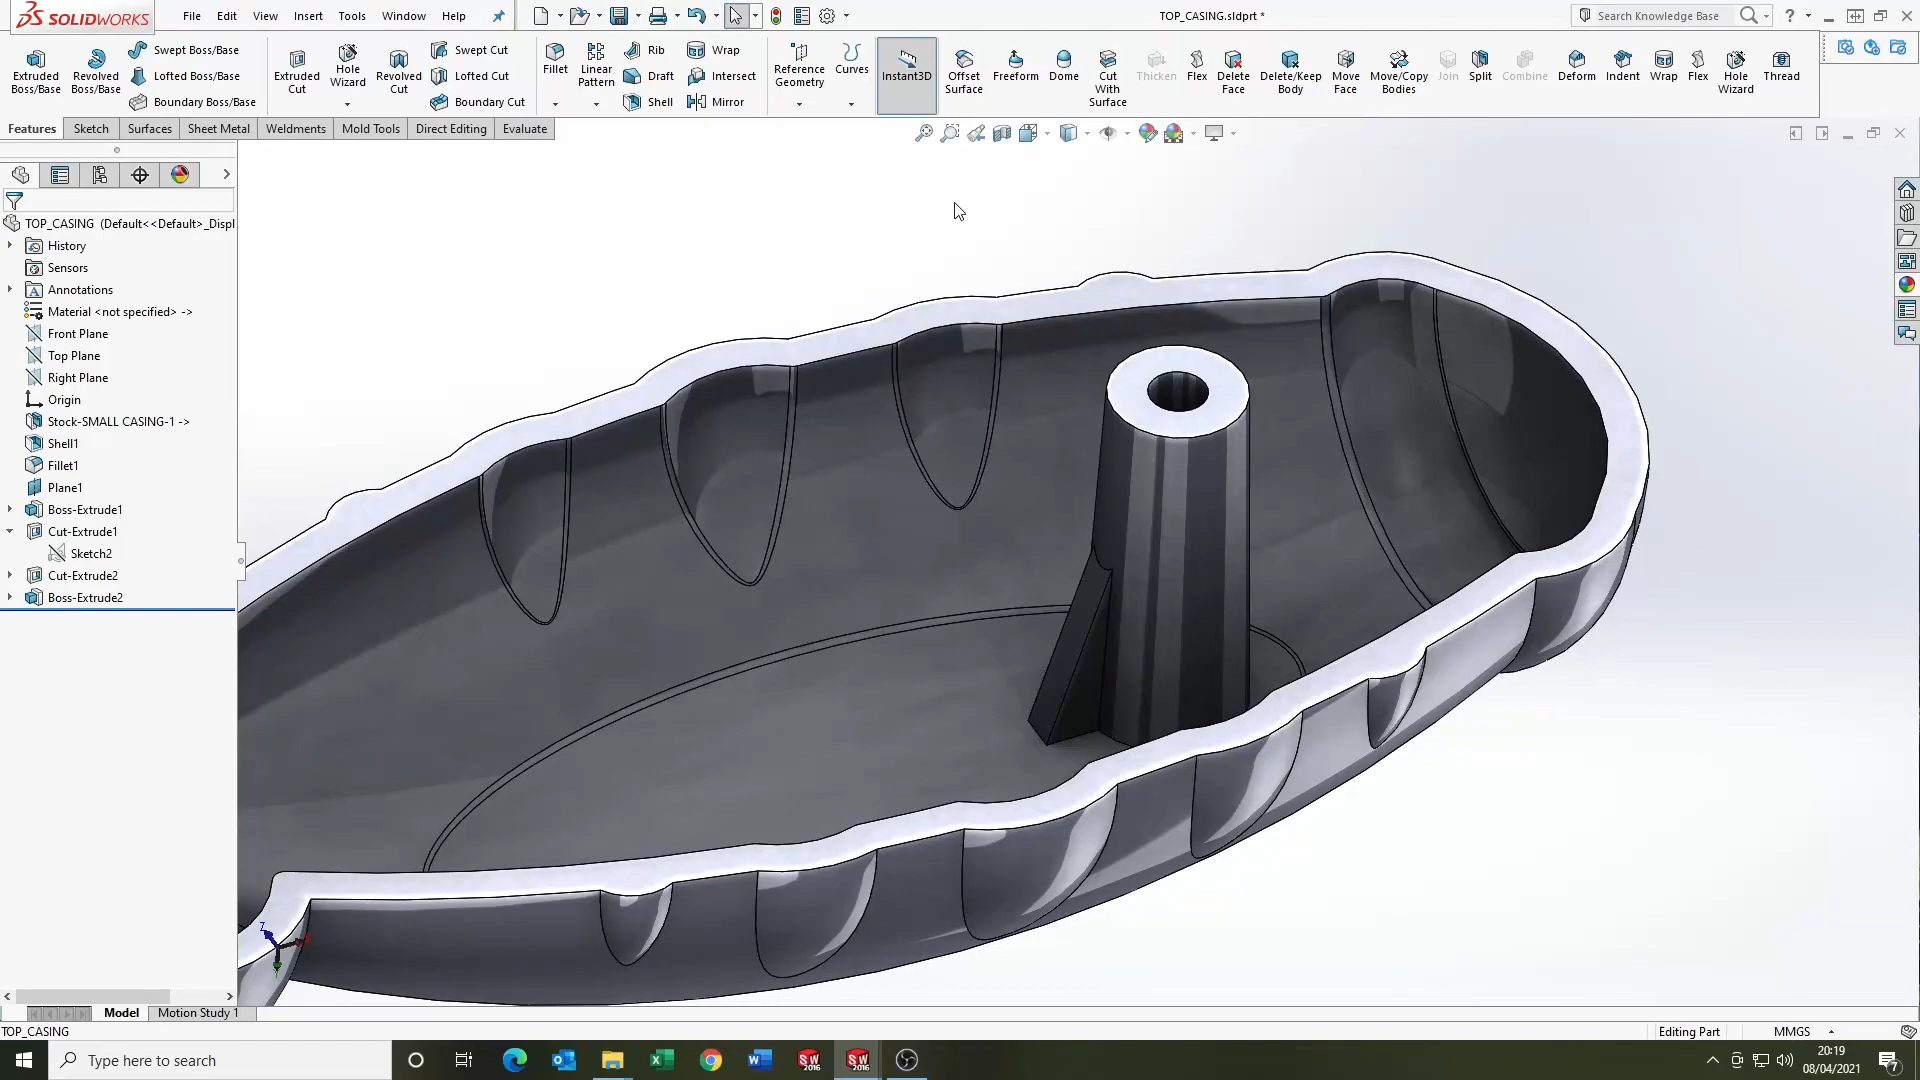 SOLIDWORKS
File Edit View Insert Tools Window Help
TOP_CASING.sldprt *
Search Knowledge Base
Extruded Boss/Base
Revolved Boss/Base
Swept Boss/Base
Lofted Boss/Base
Boundary Boss/Base
Extruded Cut
Hole Wizard
Revolved Cut
Swept Cut
Lofted Cut
Boundary Cut
Fillet
Linear Pattern
Rib
Draft
Shell
Wrap
Intersect
Mirror
Reference Geometry
Curves
Instant3D
Offset Surface
Freeform
Dome
Cut With Surface
Thicken
Flex
Delete Face
Delete/Keep Body
Move Face
Move/Copy Bodies
Join
Split
Combine
Deform
Indent
Wrap
Flex
Hole Wizard
Thread
Features Sketch Surfaces Sheet Metal Weldments Mold Tools Direct Editing Evaluate
TOP_CASING (Default<<Default>_Displ
History
Sensors
Annotations
Material <not specified> ->
Front Plane
Top Plane
Right Plane
Origin
Stock-SMALL CASING-1 ->
Shell1
Fillet1
Plane1
Boss-Extrude1
Cut-Extrude1
Sketch2
Cut-Extrude2
Boss-Extrude2
Z
Model Motion Study 1
TOP_CASING
Editing Part
MMGS
Type here to search
SW 2016
SW 2016
20:19
08/04/2021
7